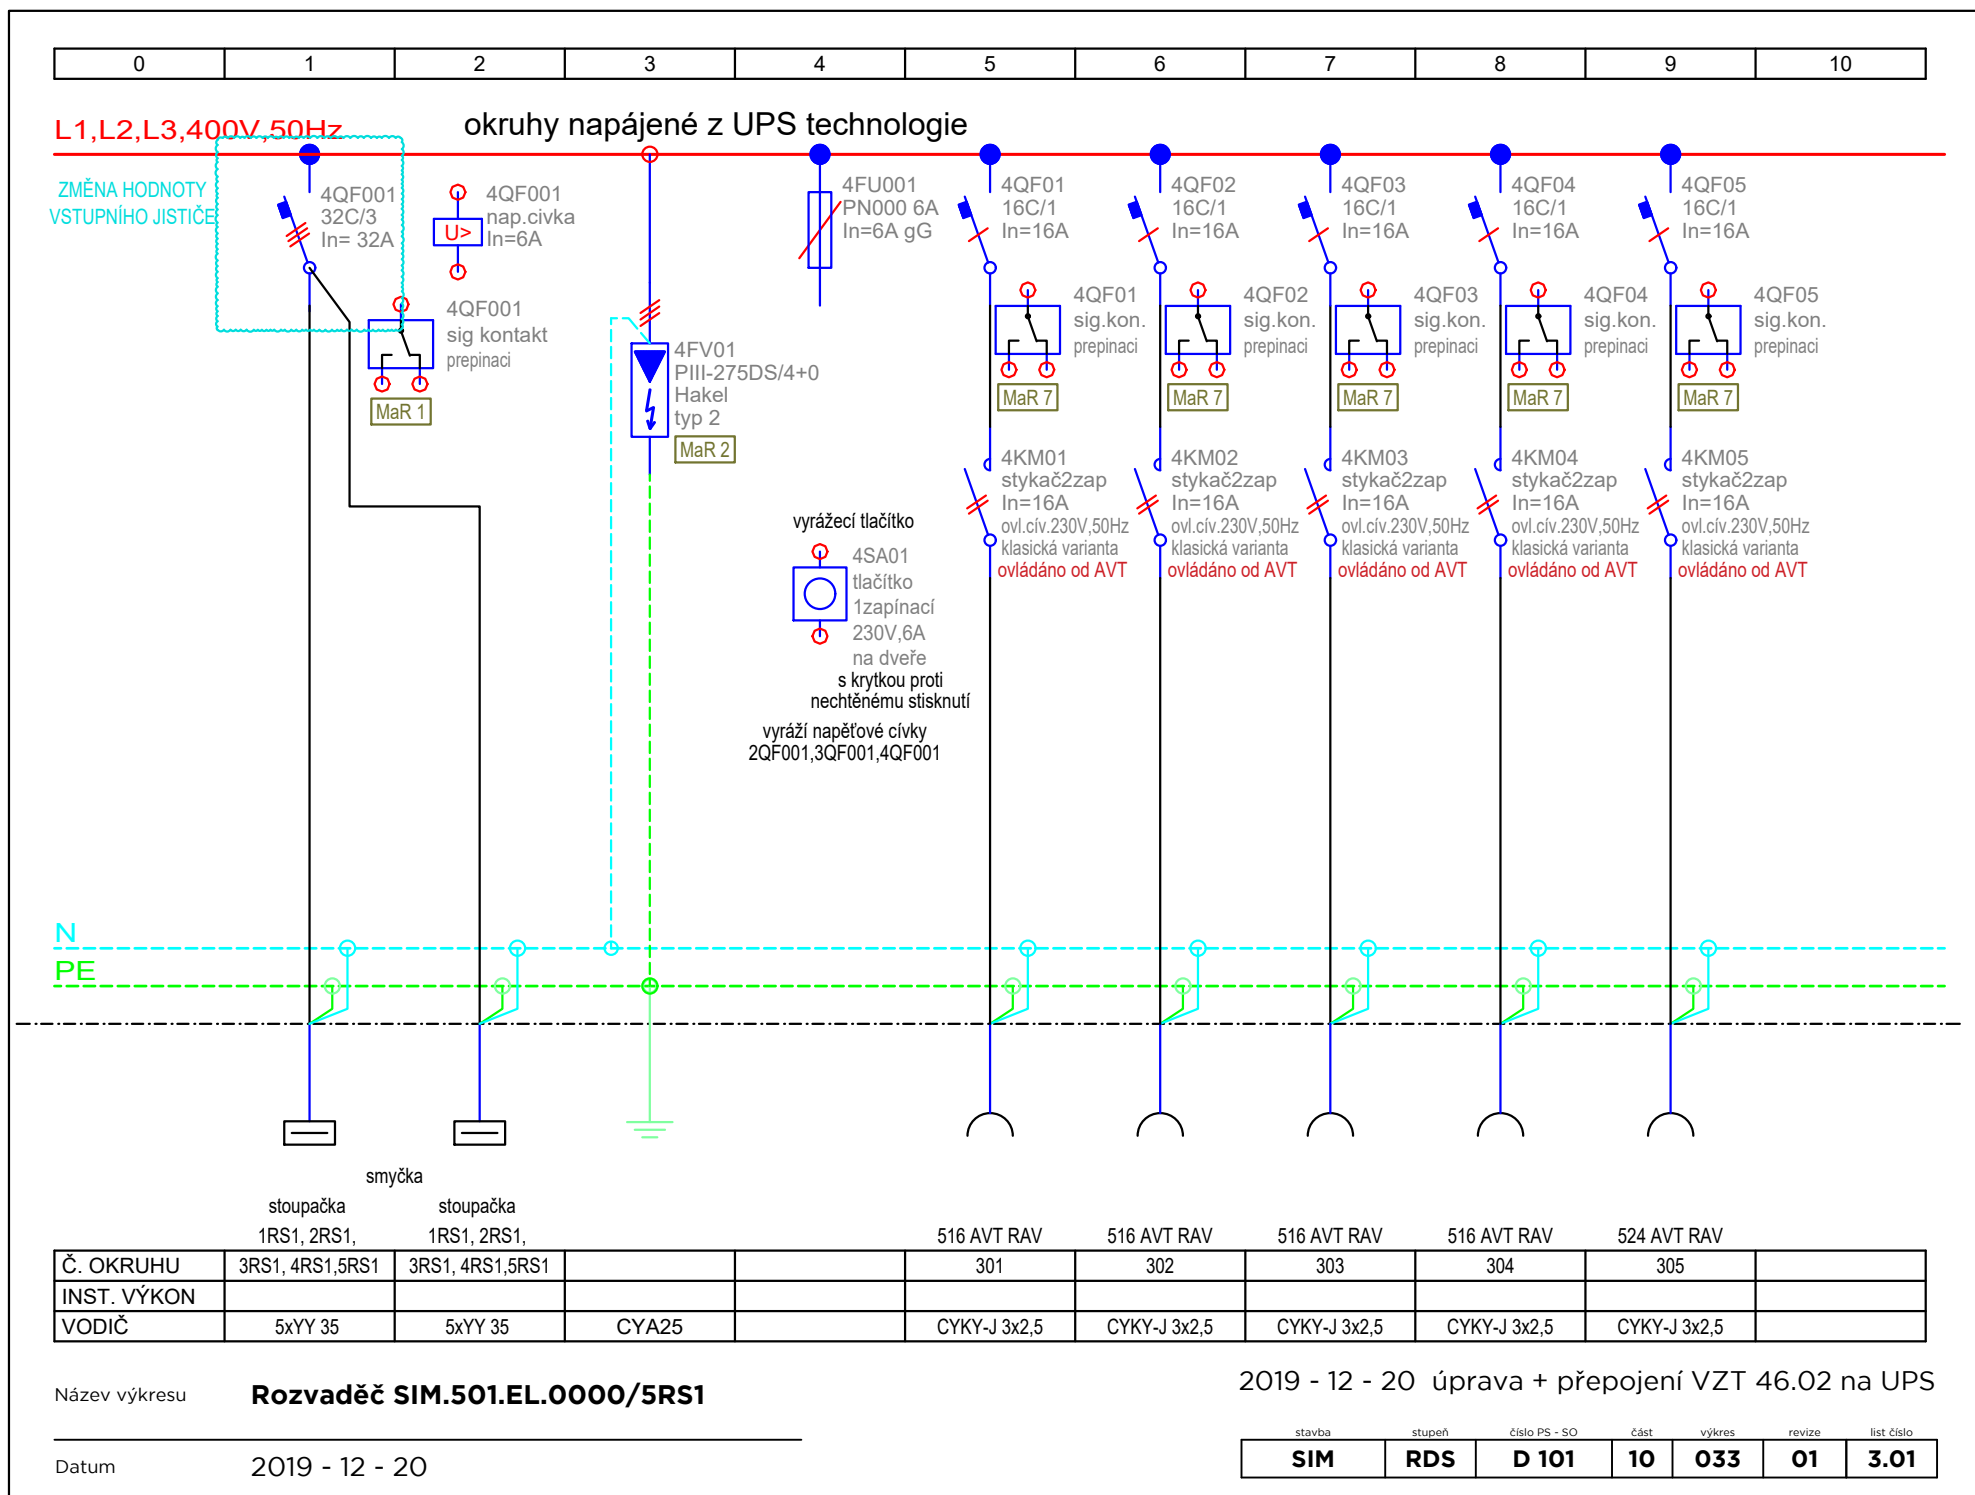 0 1 2 3 4 5 6 7 8 9 10
L1,L2,L3,400V,50Hz
okruhy napájené z UPS technologie
ZMĚNA HODNOTY
VSTUPNÍHO JISTIČE
4QF001
32C/3
In= 32A
4QF001
nap.civka
In=6A
U>
4QF001
sig kontakt
prepinaci
MaR 1
4FV01
PIII-275DS/4+0
Hakel
typ 2
MaR 2
4FU001
PN000 6A
In=6A gG
vyrážecí tlačítko
4SA01
tlačítko
1zapínací
230V,6A
na dveře
s krytkou proti
nechtěnému stisknutí
vyráží napěťové cívky
2QF001,3QF001,4QF001
4QF01
16C/1
In=16A
4QF01
sig.kon.
prepinaci
MaR 7
4KM01
stykač2zap
In=16A
ovl.cív.230V,50Hz
klasická varianta
ovládáno od AVT
4QF02
16C/1
In=16A
4QF02
sig.kon.
prepinaci
MaR 7
4KM02
stykač2zap
In=16A
ovl.cív.230V,50Hz
klasická varianta
ovládáno od AVT
4QF03
16C/1
In=16A
4QF03
sig.kon.
prepinaci
MaR 7
4KM03
stykač2zap
In=16A
ovl.cív.230V,50Hz
klasická varianta
ovládáno od AVT
4QF04
16C/1
In=16A
4QF04
sig.kon.
prepinaci
MaR 7
4KM04
stykač2zap
In=16A
ovl.cív.230V,50Hz
klasická varianta
ovládáno od AVT
4QF05
16C/1
In=16A
4QF05
sig.kon.
prepinaci
MaR 7
4KM05
stykač2zap
In=16A
ovl.cív.230V,50Hz
klasická varianta
ovládáno od AVT
N
PE
smyčka
stoupačka stoupačka
1RS1, 2RS1, 1RS1, 2RS1, 516 AVT RAV 516 AVT RAV 516 AVT RAV 516 AVT RAV 524 AVT RAV
Č. OKRUHU 3RS1, 4RS1,5RS1 3RS1, 4RS1,5RS1 301 302 303 304 305
INST. VÝKON
VODIČ 5xYY 35 5xYY 35 CYA25 CYKY-J 3x2,5 CYKY-J 3x2,5 CYKY-J 3x2,5 CYKY-J 3x2,5 CYKY-J 3x2,5
Název výkresu Rozvaděč SIM.501.EL.0000/5RS1
Datum 2019 - 12 - 20
2019 - 12 - 20 úprava + přepojení VZT 46.02 na UPS
stavba stupeň číslo PS - SO část výkres revize list číslo
SIM RDS D 101 10 033 01 3.01